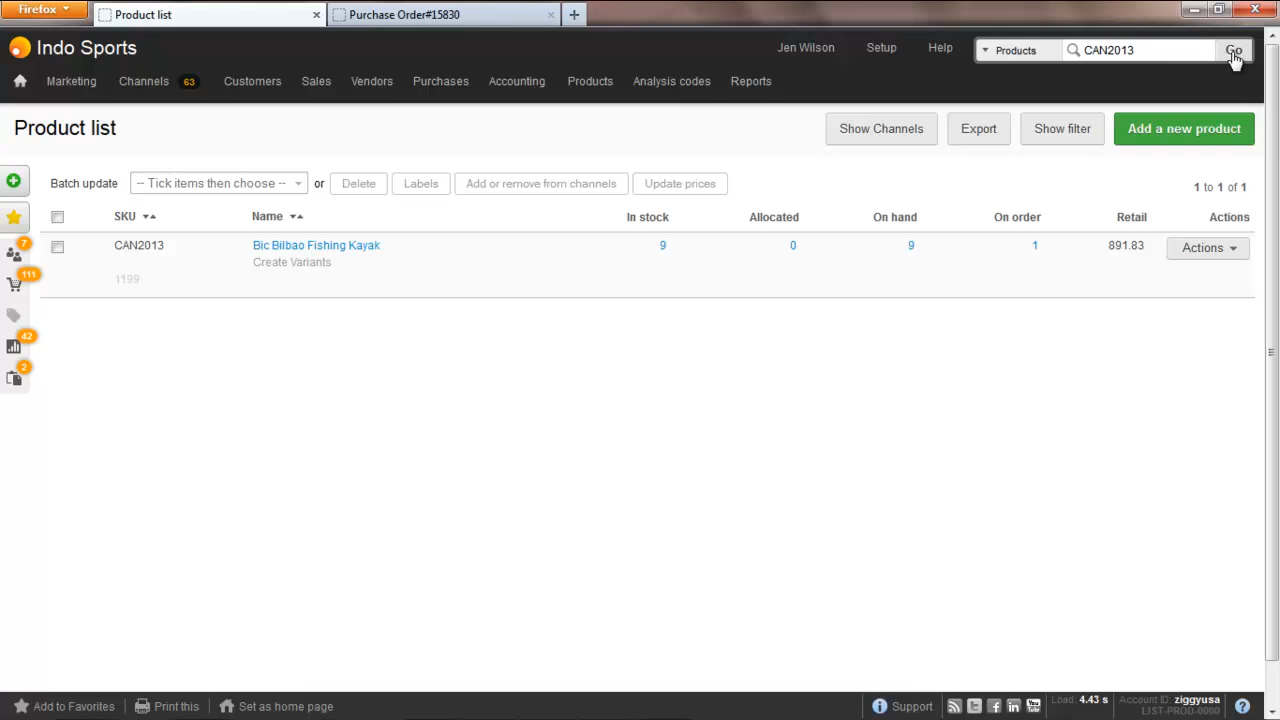 Firefox
Product list
Purchase Order#15830
Indo Sports
Jen Wilson Setup Help Products CAN2013 Go
Marketing Channels 63 Customers Sales Vendors Purchases Accounting Products Analysis codes Reports
Product list
Show Channels Export Show filter Add a new product
Batch update -- Tick items then choose -- or Delete Labels Add or remove from channels Update prices
1 to 1 of 1
SKU Name In stock Allocated On hand On order Retail Actions
CAN2013 Bic Bilbao Fishing Kayak 9 0 9 1 891.83 Actions
Create Variants
1199
7
111
42
2
Add to Favorites Print this Set as home page Support Load: 4.43 s Account ID: ziggyusa
LIST-PROD-0000